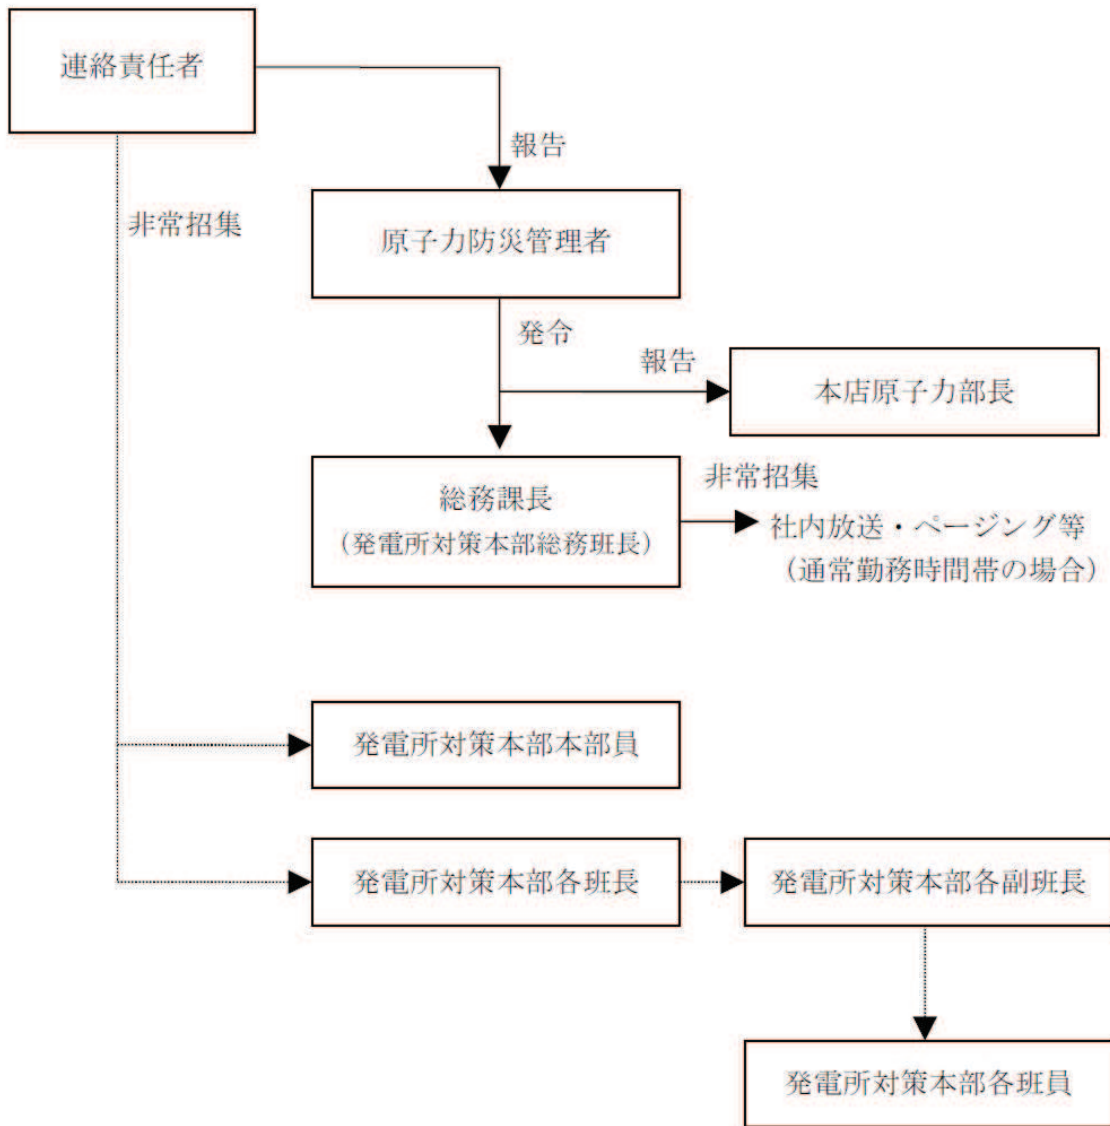 連絡責任者
報告
非常招集
原子力防災管理者
発令
報告
本店原子力部長
総務課長
（発電所対策本部総務班長）
非常招集
社内放送・ページング等
（通常勤務時間帯の場合）
発電所対策本部本部員
発電所対策本部各班長
発電所対策本部各副班長
発電所対策本部各班員